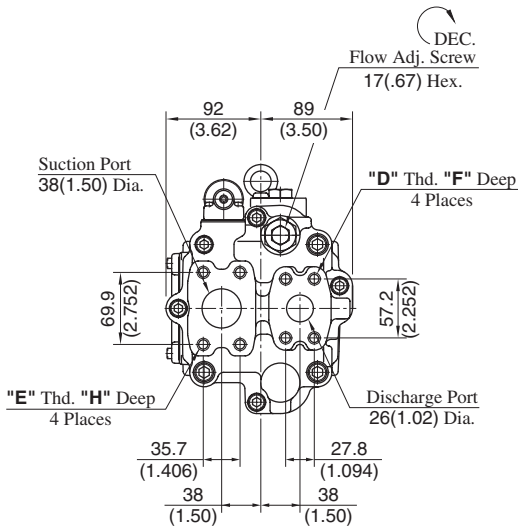 DEC.
Flow Adj. Screw
17(.67) Hex.
92
(3.62)
89
(3.50)
Suction Port
38(1.50) Dia.
"D" Thd. "F" Deep
4 Places
69.9
(2.752)
57.2
(2.252)
"E" Thd. "H" Deep
4 Places
Discharge Port
26(1.02) Dia.
35.7
(1.406)
27.8
(1.094)
38
(1.50)
38
(1.50)